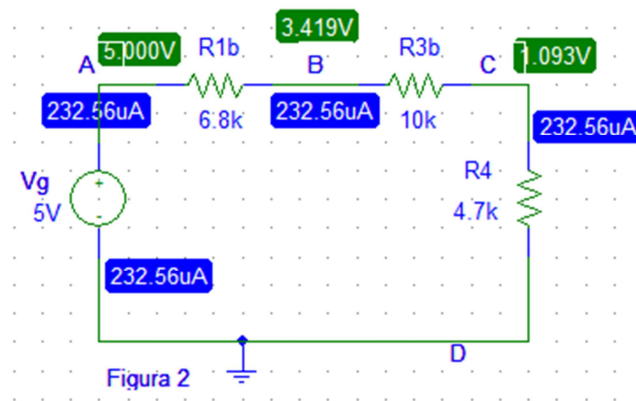 3.419V
5.000V
1.093V
A
R1b
B
R3b
C
232.56uA
6.8k
232.56uA
10k
232.56uA
Vg
5V
+
-
R4
4.7k
232.56uA
D
Figura 2